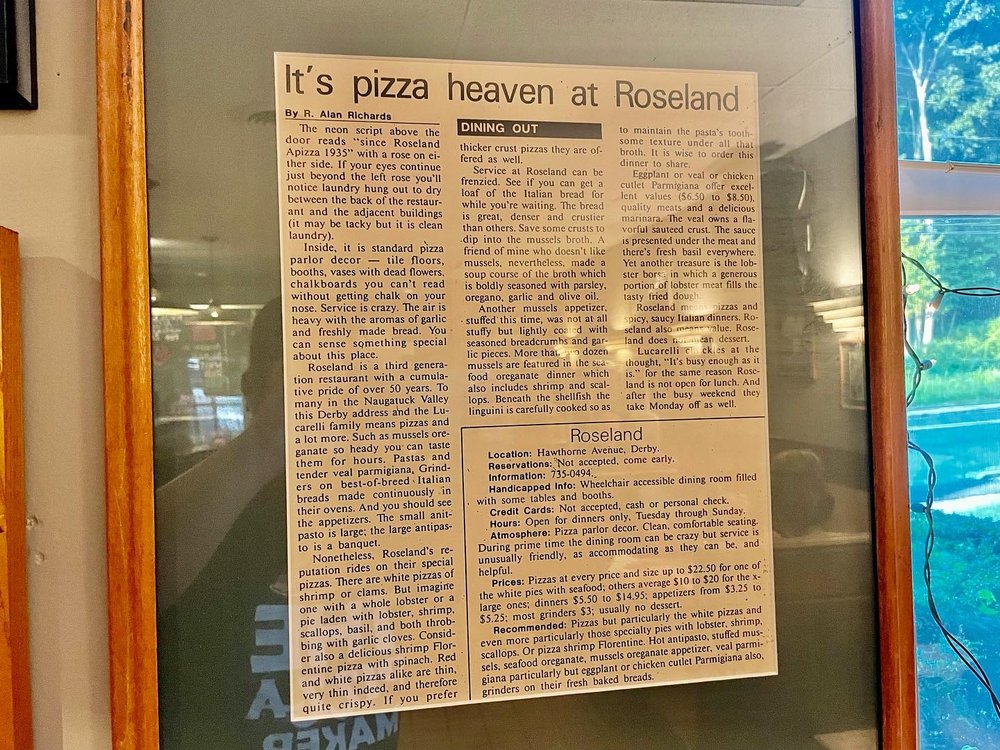 It's pizza heaven at Roseland
By R. Alan Richards
The neon script above the
door reads "since Roseland
Apizza 1935" with a rose on ei-
ther side. If your eyes continue
just beyond the left rose you'll
notice laundry hung out to dry
between the back of the restaur-
ant and the adjacent buildings
(it may be tacky but it is clean
laundry).
Inside, it is standard pizza
parlor decor — tile floors,
booths, vases with dead flowers,
chalkboards you can't read
without getting chalk on your
nose. Service is crazy. The air is
heavy with the aromas of garlic
and freshly made bread. You
can sense something special
about this place.
Roseland is a third genera-
tion restaurant with a cumula-
tive pride of over 50 years. To
many in the Naugatuck Valley
this Derby address and the Lu-
carelli family means pizzas and
a lot more. Such as mussels ore-
ganate so heady you can taste
them for hours. Pastas and
tender veal parmigiana, Grind-
ers on best-of-breed Italian
breads made continuously in
their ovens. And you should see
the appetizers. The small anti-
pasto is large; the large antipas-
to is a banquet.
Nonetheless, Roseland's re-
putation rides on their special
pizzas. There are white pizzas of
shrimp or clams. But imagine
one with a whole lobster or a
pie laden with lobster, shrimp,
scallops, basil, and both throb-
bing with garlic cloves. Consid-
er also a delicious shrimp Flor-
entine pizza with spinach. Red
and white pizzas alike are thin,
very thin indeed, and therefore
quite crispy. If you prefer
DINING OUT
thicker crust pizzas they are of-
fered as well.
Service at Roseland can be
frenzied. See if you can get a
loaf of the Italian bread for
while you're waiting. The bread
is great, denser and crustier
than others. Save some crusts to
dip into the mussels broth. A
friend of mine who doesn't like
mussels, nevertheless, made a
soup course of the broth which
is boldly seasoned with parsley,
oregano, garlic and olive oil.
Another mussels appetizer,
stuffed this time, was not at all
stuffy but lightly coated with
seasoned breadcrumbs and gar-
lic pieces. More than two dozen
mussels are featured in the sea-
food oreganate dinner which
also includes shrimp and scal-
lops. Beneath the shellfish the
linguini is carefully cooked so as
to maintain the pasta's tooth-
some texture under all that
broth. It is wise to order this
dinner to share.
Eggplant or veal or chicken
cutlet Parmigiana offer excel-
lent values ($6.50 to $8.50),
quality meats and a delicious
marinara. The veal owns a fla-
vorful sauteed crust. The sauce
is presented under the meat and
there's fresh basil everywhere.
Yet another treasure is the lob-
ster borsa in which a generous
portion of lobster meat fills the
tasty fried dough.
Roseland means pizzas and
spicy, saucy Italian dinners. Ro-
seland also means value. Rose-
land does not mean dessert.
Lucarelli chuckles at the
thought, "It's busy enough as it
is." for the same reason Rose-
land is not open for lunch. And
after the busy weekend they
take Monday off as well.
Roseland
Location: Hawthorne Avenue, Derby.
Reservations: Not accepted, come early.
Information: 735-0494.
Handicapped Info: Wheelchair accessible dining room filled
with some tables and booths.
Credit Cards: Not accepted, cash or personal check.
Hours: Open for dinners only, Tuesday through Sunday.
Atmosphere: Pizza parlor decor. Clean, comfortable seating.
During prime time the dining room can be crazy but service is
unusually friendly, as accommodating as they can be, and
helpful.
Prices: Pizzas at every price and size up to $22.50 for one of
the white pies with seafood; others average $10 to $20 for the x-
large ones; dinners $5.50 to $14.95; appetizers from $3.25 to
$5.25; most grinders $3; usually no dessert.
Recommended: Pizzas but particularly the white pizzas and
even more particularly those specialty pies with lobster, shrimp,
scallops. Or pizza shrimp Florentine. Hot antipasto, stuffed mus-
sels, seafood oreganate, mussels oreganate appetizer, veal parmi-
giana particularly but eggplant or chicken cutlet Parmigiana also,
grinders on their fresh baked breads.
MAKER